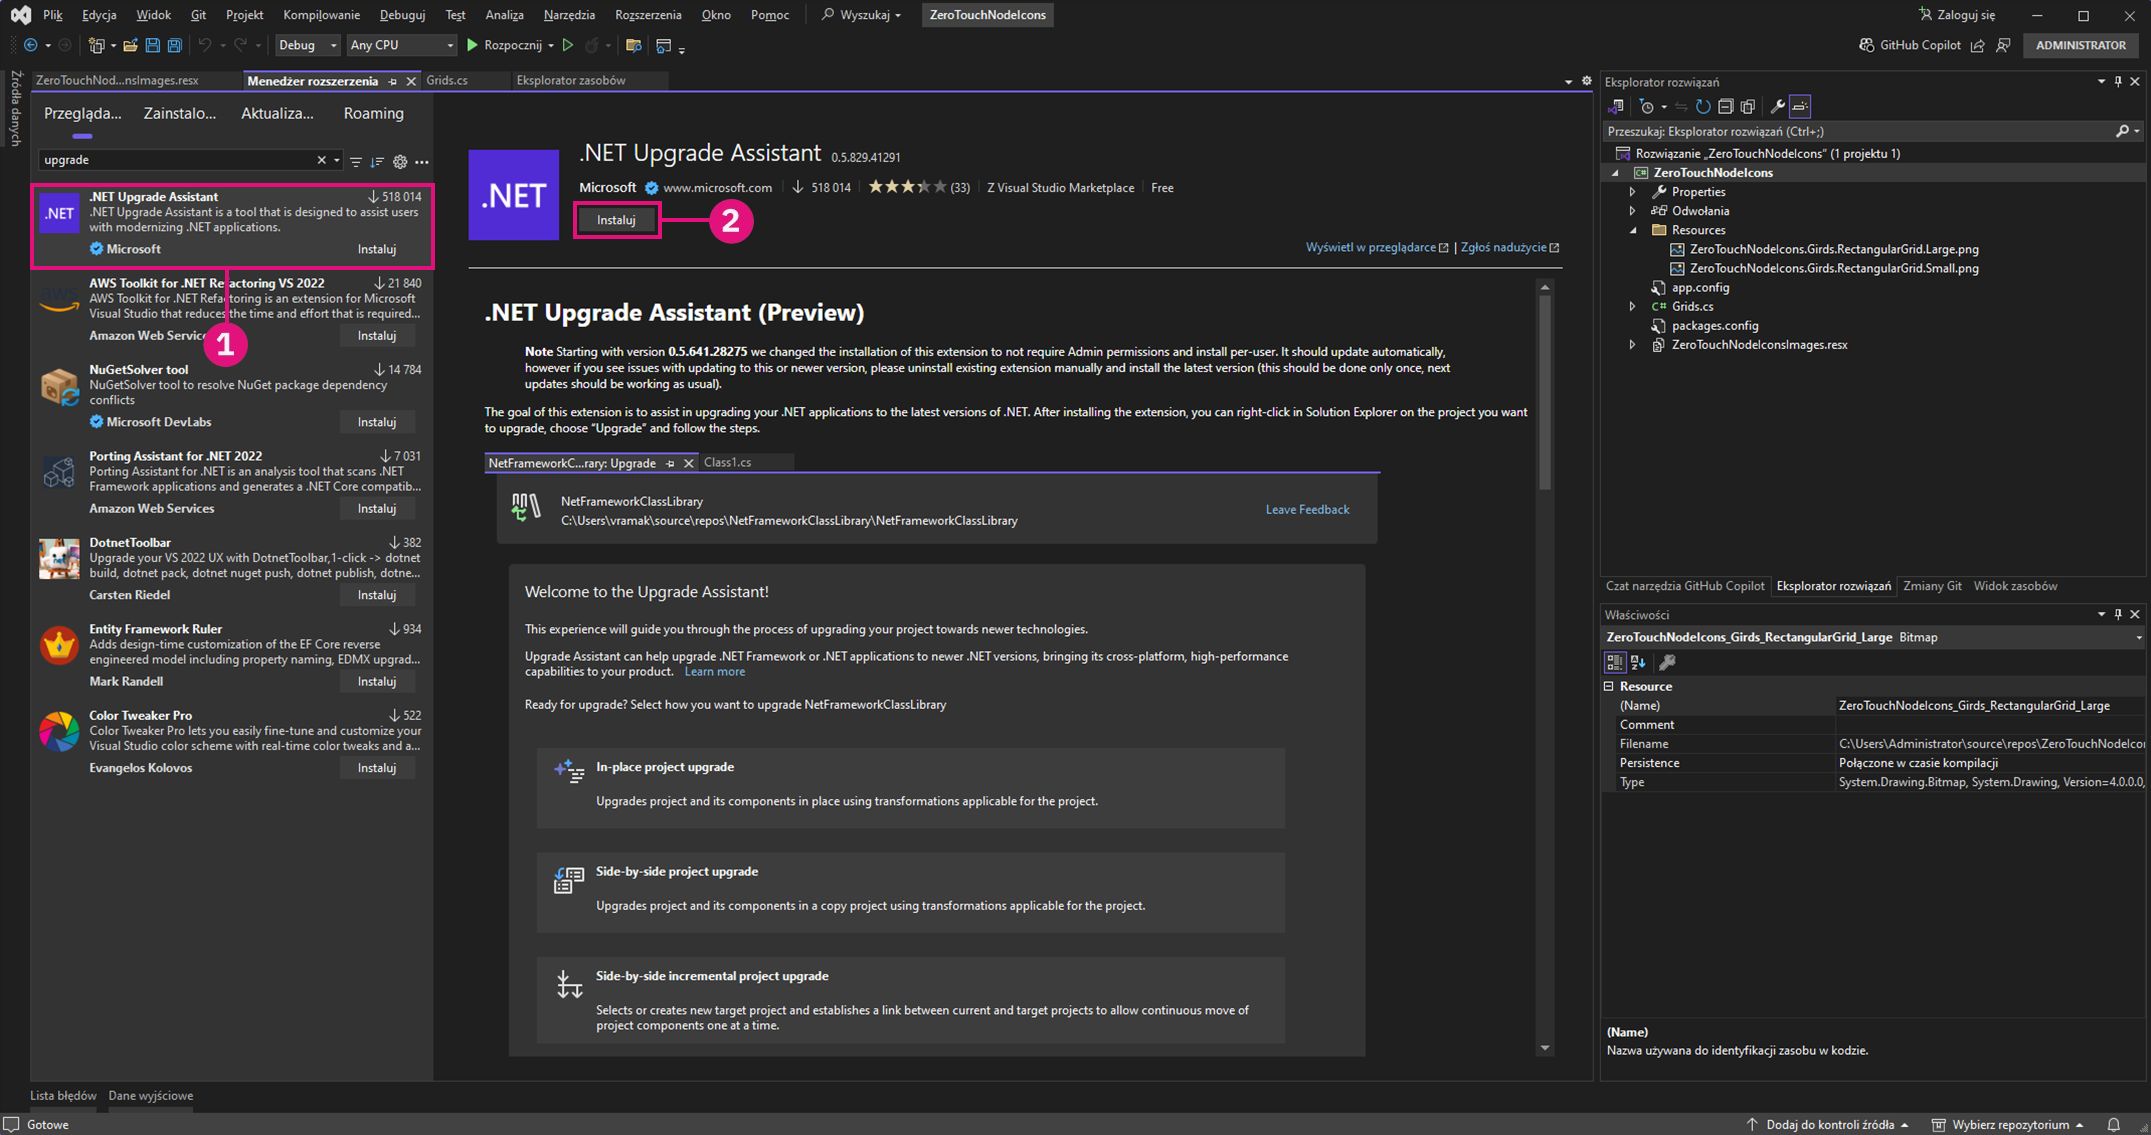 Plik Edycja Widok Git Projekt Kompilowanie Debuguj Test Analiza Narzędzia Rozszerzenia Okno Pomoc Wyszukaj ZeroTouchNodeIcons Zaloguj się
Debug Any CPU Rozpocznij GitHub Copilot ADMINISTRATOR
Źródła danych
ZeroTouchNod...nsImages.resx Menedżer rozszerzenia Grids.cs Eksplorator zasobów
Przegląda... Zainstalo... Aktualiza... Roaming
upgrade
.NET
.NET Upgrade Assistant 518 014
.NET Upgrade Assistant is a tool that is designed to assist users
with modernizing .NET applications.
Microsoft Instaluj
aws
AWS Toolkit for .NET Refactoring VS 2022 21 840
AWS Toolkit for .NET Refactoring is an extension for Microsoft
Visual Studio that reduces the time and effort that is required...
Amazon Web Service Instaluj
1
NuGetSolver tool 14 784
NuGetSolver tool to resolve NuGet package dependency
conflicts
Microsoft DevLabs Instaluj
Porting Assistant for .NET 2022 7 031
Porting Assistant for .NET is an analysis tool that scans .NET
Framework applications and generates a .NET Core compatib...
Amazon Web Services Instaluj
DotnetToolbar 382
Upgrade your VS 2022 UX with DotnetToolbar,1-click -> dotnet
build, dotnet pack, dotnet nuget push, dotnet publish, dotne...
Carsten Riedel Instaluj
Entity Framework Ruler 934
Adds design-time customization of the EF Core reverse
engineered model including property naming, EDMX upgrad...
Mark Randell Instaluj
Color Tweaker Pro 522
Color Tweaker Pro lets you easily fine-tune and customize your
Visual Studio color scheme with real-time color tweaks and a...
Evangelos Kolovos Instaluj
.NET
.NET Upgrade Assistant 0.5.829.41291
Microsoft www.microsoft.com 518 014 (33) Z Visual Studio Marketplace Free
Instaluj 2
Wyświetl w przeglądarce | Zgłoś nadużycie
.NET Upgrade Assistant (Preview)
Note Starting with version 0.5.641.28275 we changed the installation of this extension to not require Admin permissions and install per-user. It should update automatically,
however if you see issues with updating to this or newer version, please uninstall existing extension manually and install the latest version (this should be done only once, next
updates should be working as usual).
The goal of this extension is to assist in upgrading your .NET applications to the latest versions of .NET. After installing the extension, you can right-click in Solution Explorer on the project you want
to upgrade, choose “Upgrade” and follow the steps.
NetFrameworkC...rary: Upgrade Class1.cs
NetFrameworkClassLibrary
C:\Users\vramak\source\repos\NetFrameworkClassLibrary\NetFrameworkClassLibrary
Leave Feedback
Welcome to the Upgrade Assistant!
This experience will guide you through the process of upgrading your project towards newer technologies.
Upgrade Assistant can help upgrade .NET Framework or .NET applications to newer .NET versions, bringing its cross-platform, high-performance
capabilities to your product. Learn more
Ready for upgrade? Select how you want to upgrade NetFrameworkClassLibrary
In-place project upgrade
Upgrades project and its components in place using transformations applicable for the project.
Side-by-side project upgrade
Upgrades project and its components in a copy project using transformations applicable for the project.
Side-by-side incremental project upgrade
Selects or creates new target project and establishes a link between current and target projects to allow continuous move of
project components one at a time.
Eksplorator rozwiązań
Przeszukaj: Eksplorator rozwiązań (Ctrl+;)
Rozwiązanie „ZeroTouchNodeIcons” (1 projektu 1)
C# ZeroTouchNodeIcons
Properties
Odwołania
Resources
ZeroTouchNodeIcons.Girds.RectangularGrid.Large.png
ZeroTouchNodeIcons.Girds.RectangularGrid.Small.png
app.config
C# Grids.cs
packages.config
ZeroTouchNodeIconsImages.resx
Czat narzędzia GitHub Copilot Eksplorator rozwiązań Zmiany Git Widok zasobów
Właściwości
ZeroTouchNodeIcons_Girds_RectangularGrid_Large Bitmap
Resource
(Name) ZeroTouchNodeIcons_Girds_RectangularGrid_Large
Comment
Filename C:\Users\Administrator\source\repos\ZeroTouchNodeIco
Persistence Połączone w czasie kompilacji
Type System.Drawing.Bitmap, System.Drawing, Version=4.0.0.0,
(Name)
Nazwa używana do identyfikacji zasobu w kodzie.
Lista błędów Dane wyjściowe
Gotowe Dodaj do kontroli źródła Wybierz repozytorium